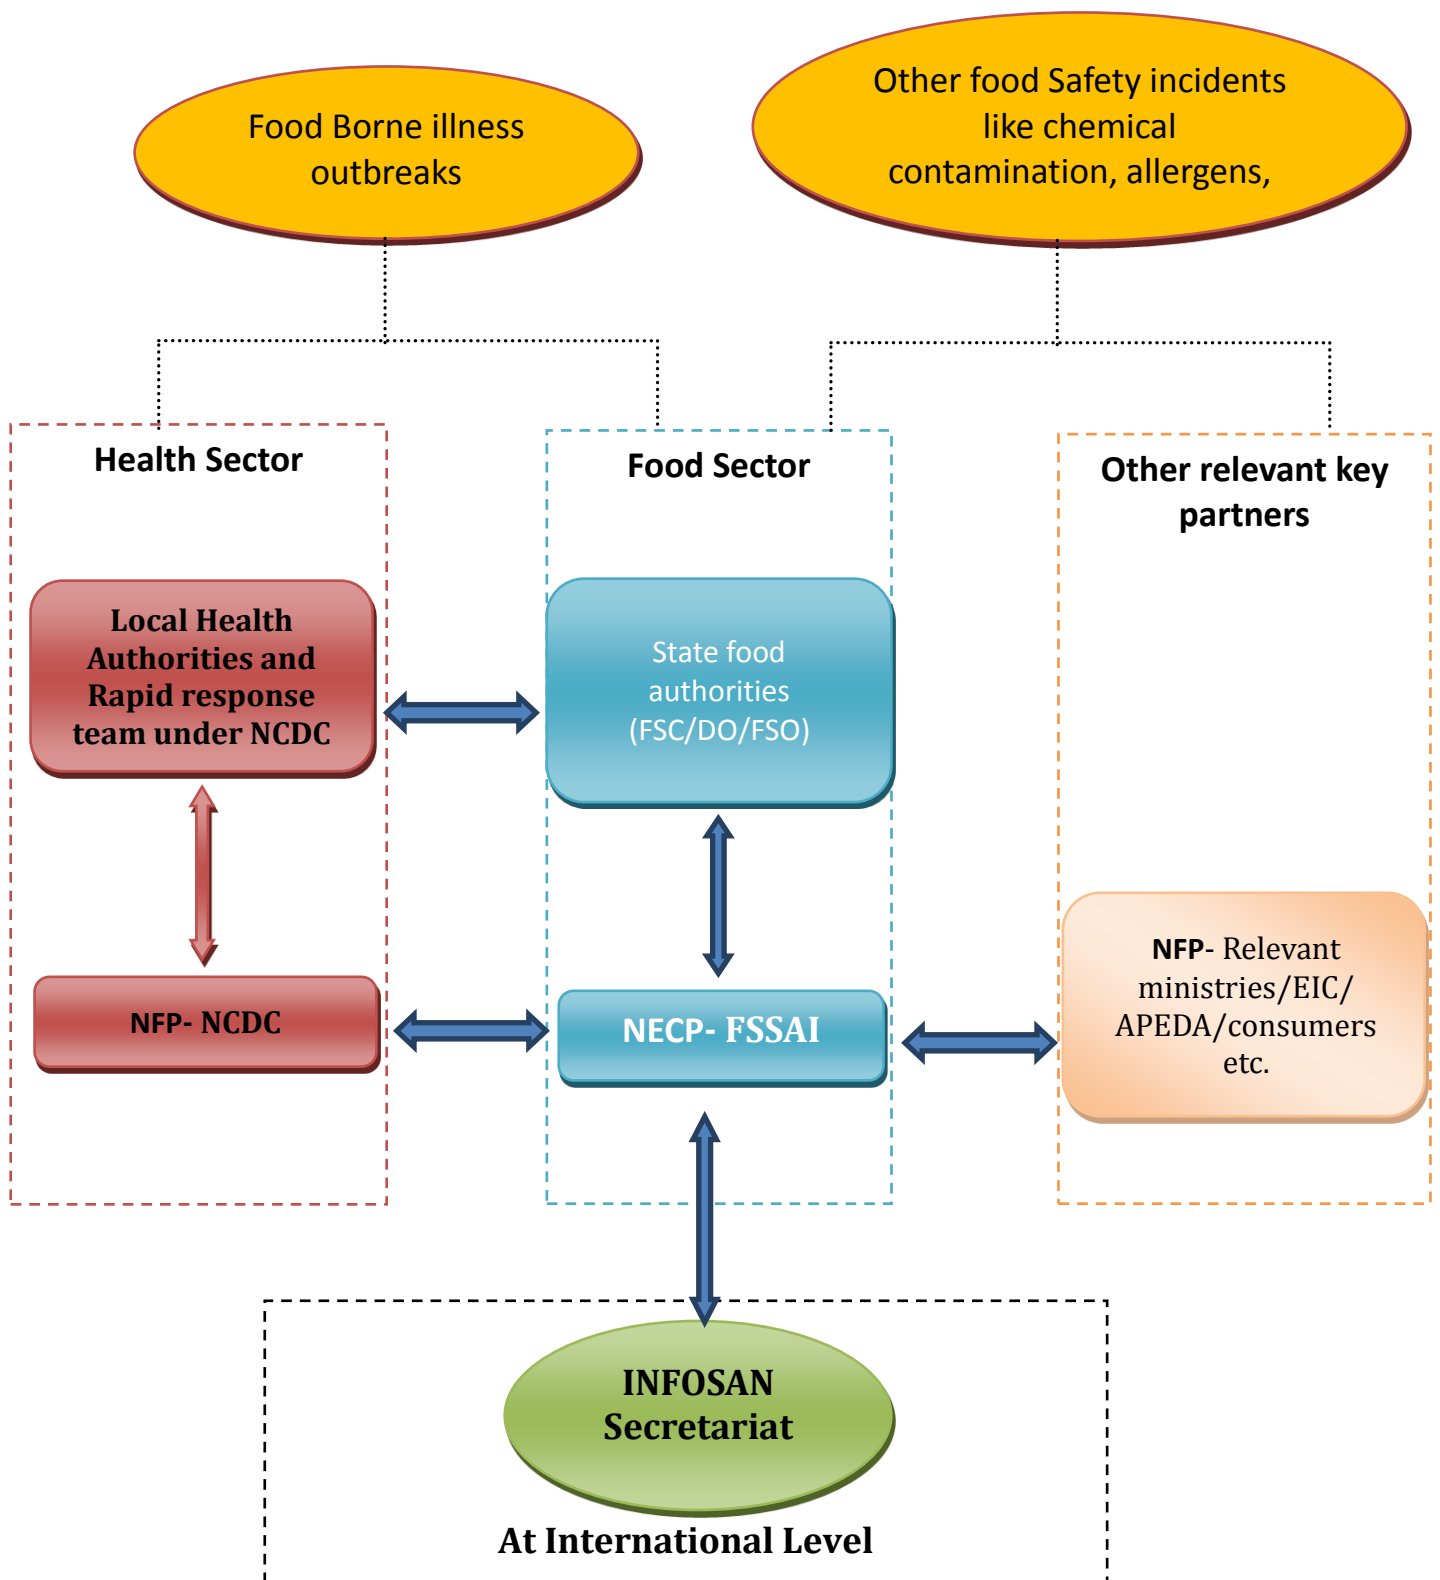 Food Borne illness
outbreaks
Other food Safety incidents
like chemical
contamination, allergens,
Health Sector
Food Sector
Other relevant key
partners
Local Health
Authorities and
Rapid response
team under NCDC
State food
authorities
(FSC/DO/FSO)
NFP- NCDC
NECP- FSSAI
NFP- Relevant
ministries/EIC/
APEDA/consumers
etc.
INFOSAN
Secretariat
At International Level